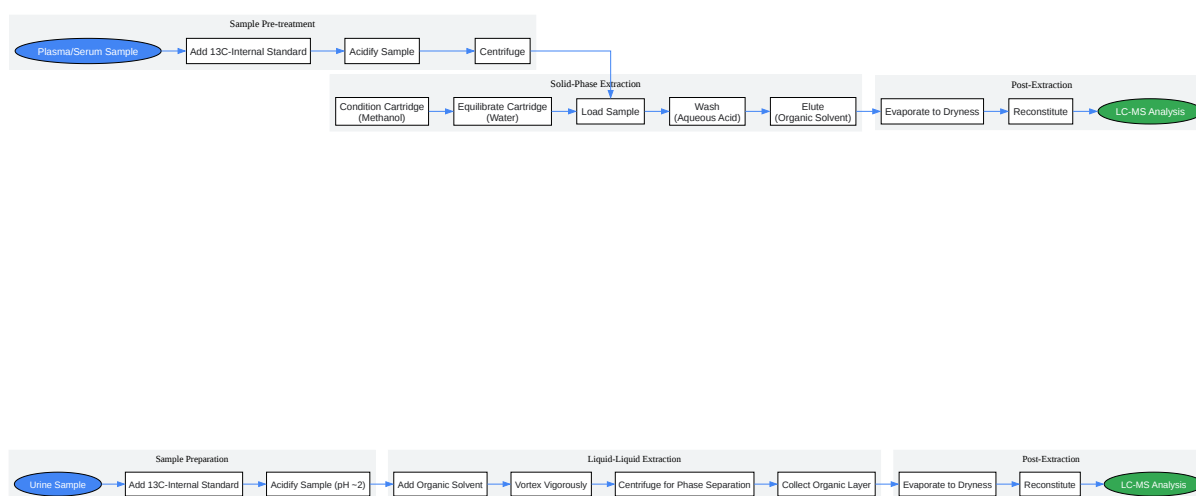 Sample Pre-treatment
Plasma/Serum Sample
Add 13C-Internal Standard
Acidify Sample
Centrifuge
Solid-Phase Extraction
Condition Cartridge
(Methanol)
Equilibrate Cartridge
(Water)
Load Sample
Wash
(Aqueous Acid)
Elute
(Organic Solvent)
Post-Extraction
Evaporate to Dryness
Reconstitute
LC-MS Analysis
Sample Preparation
Urine Sample
Add 13C-Internal Standard
Acidify Sample (pH ~2)
Liquid-Liquid Extraction
Add Organic Solvent
Vortex Vigorously
Centrifuge for Phase Separation
Collect Organic Layer
Post-Extraction
Evaporate to Dryness
Reconstitute
LC-MS Analysis